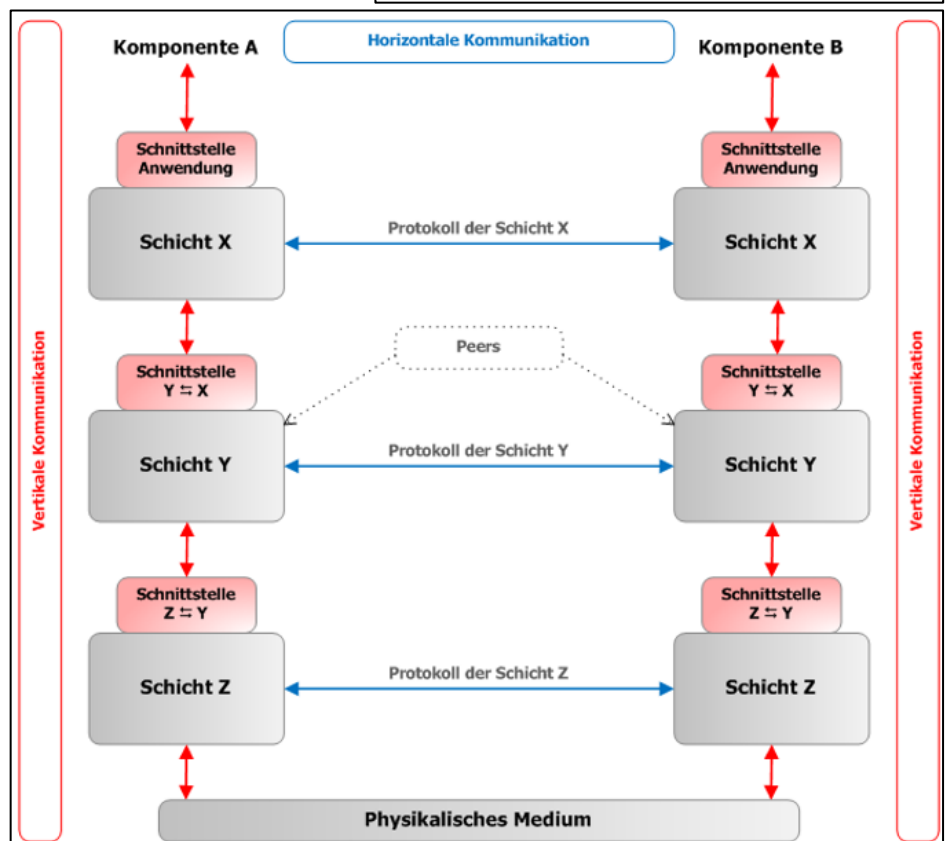 Komponente A
Horizontale Kommunikation
Komponente B
Vertikale Kommunikation
Vertikale Kommunikation
Schnittstelle
Anwendung
Schnittstelle
Anwendung
Schicht X
Protokoll der Schicht X
Schicht X
Peers
Schnittstelle
Y ⇆ X
Schnittstelle
Y ⇆ X
Schicht Y
Protokoll der Schicht Y
Schicht Y
Schnittstelle
Z ⇆ Y
Schnittstelle
Z ⇆ Y
Schicht Z
Protokoll der Schicht Z
Schicht Z
Physikalisches Medium